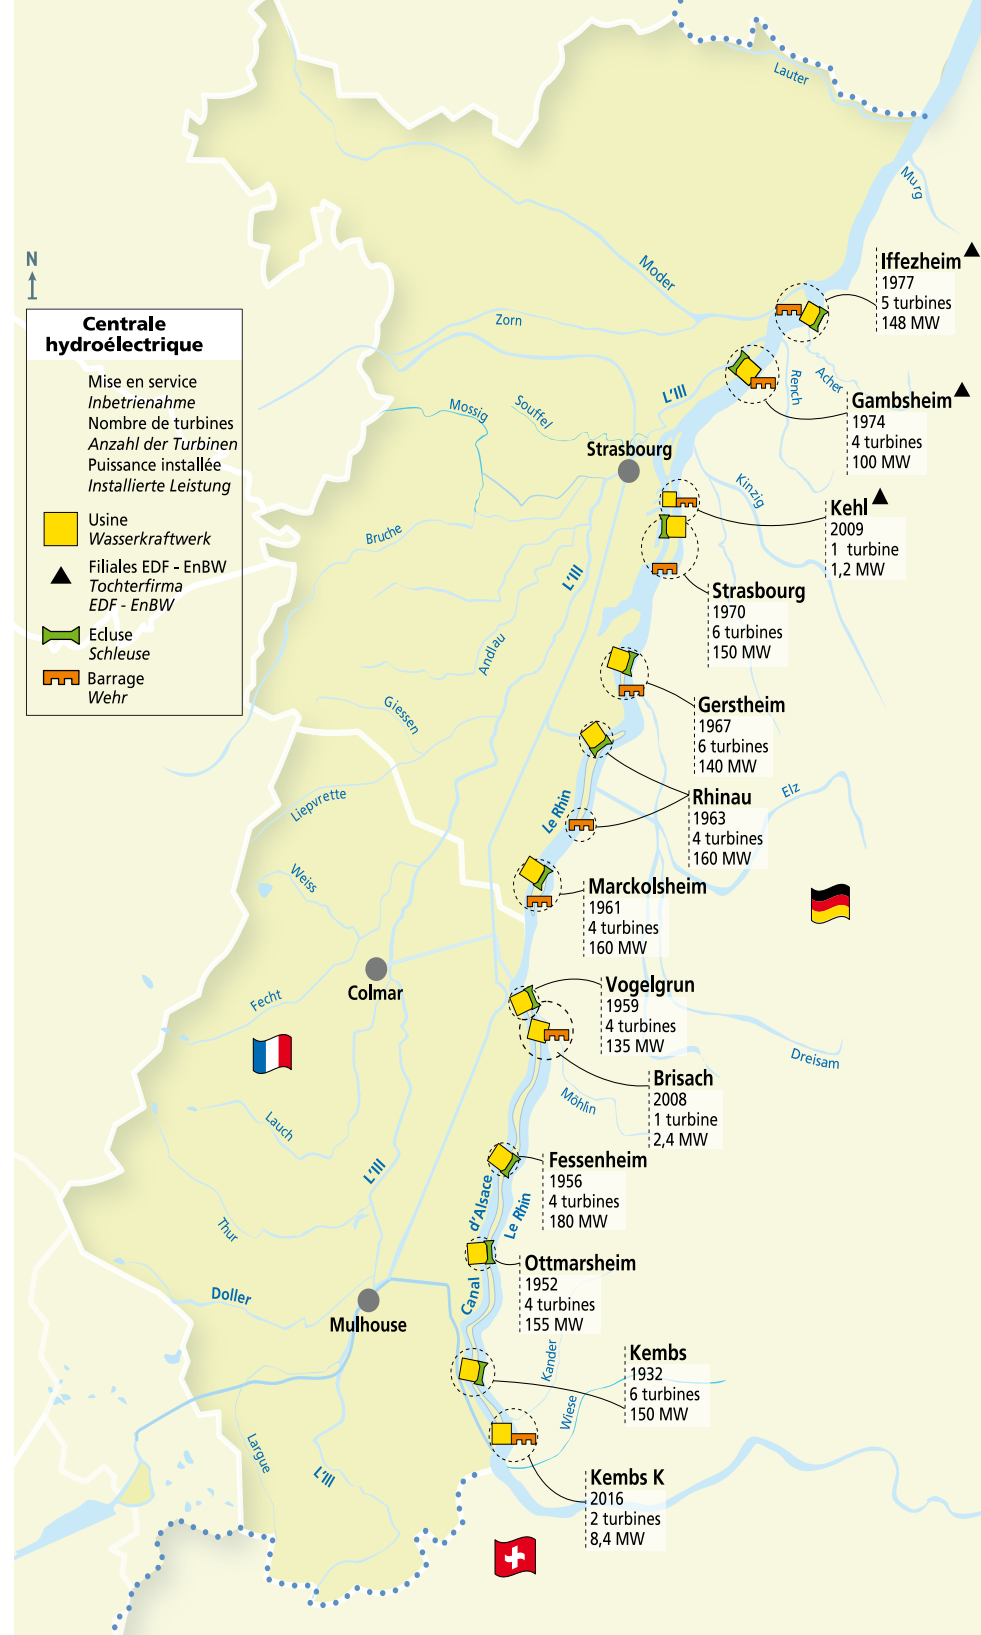 Lauter
Murg
N
Iffezheim
1977
5 turbines
148 MW
Moder
Zorn
Centrale
hydroélectrique
Mise en service
Inbetrienahme
Nombre de turbines
Anzahl der Turbinen
Puissance installée
Installierte Leistung
Usine
Wasserkraftwerk
Filiales EDF - EnBW
Tochterfirma
EDF - EnBW
Ecluse
Schleuse
Barrage
Wehr
Rench
Acher
L'Ill
Mossig
Souffel
Gambsheim
1974
4 turbines
100 MW
Strasbourg
Kinzig
Kehl
2009
1 turbine
1,2 MW
Bruche
L'Ill
Strasbourg
1970
6 turbines
150 MW
Andlau
Giessen
Gerstheim
1967
6 turbines
140 MW
Liepvrette
Le Rhin
Elz
Rhinau
1963
4 turbines
160 MW
Weiss
Marckolsheim
1961
4 turbines
160 MW
Colmar
Fecht
Vogelgrun
1959
4 turbines
135 MW
Dreisam
Brisach
2008
1 turbine
2,4 MW
Möhlin
Lauch
L'Ill
Fessenheim
1956
4 turbines
180 MW
Thur
d'Alsace
Le Rhin
Doller
Canal
Ottmarsheim
1952
4 turbines
155 MW
Mulhouse
Kander
Kembs
1932
6 turbines
150 MW
Wiese
Largue
L'Ill
Kembs K
2016
2 turbines
8,4 MW